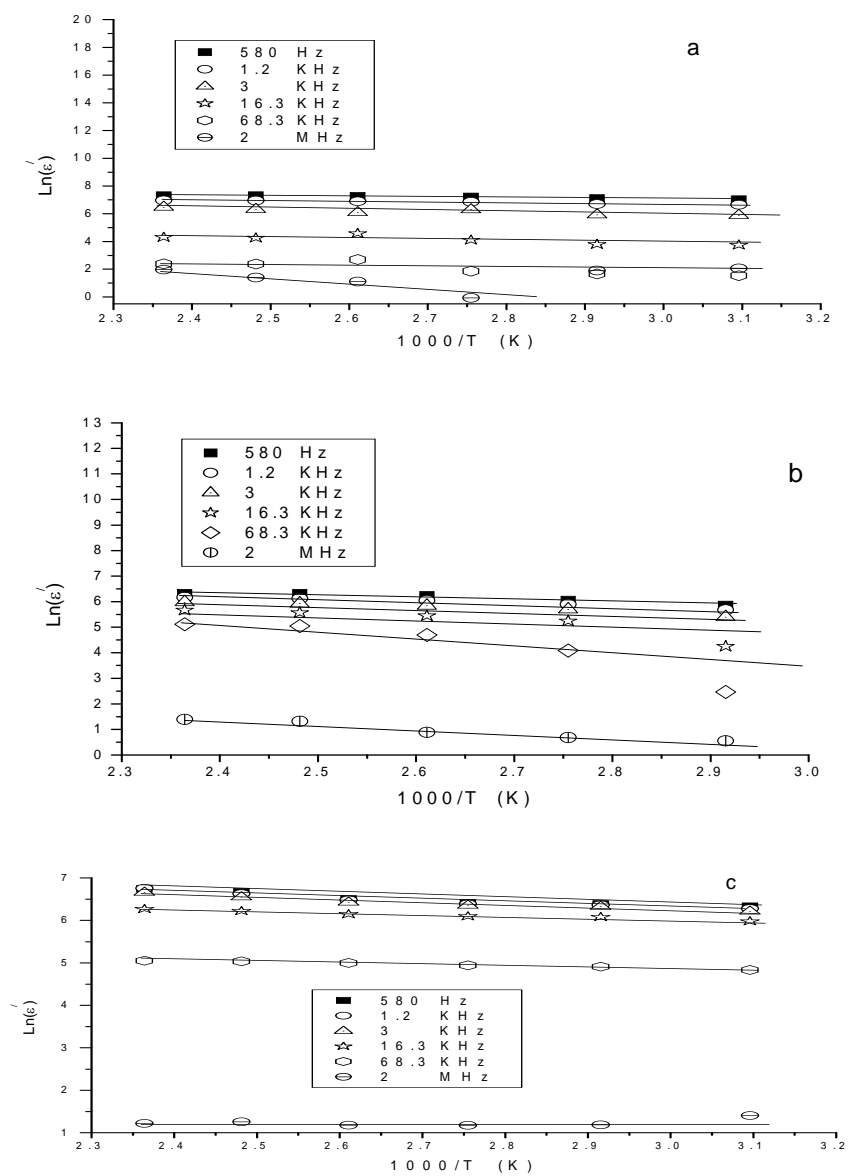 a
20
18
16
14
12
10
8
6
4
2
0
Ln(ε/)
580 Hz
1.2 KHz
3 KHz
16.3 KHz
68.3 KHz
2 MHz
2.3 2.4 2.5 2.6 2.7 2.8 2.9 3.0 3.1 3.2
1000/T (K)
b
13
12
11
10
9
8
7
6
5
4
3
2
1
0
Ln(ε/)
580 Hz
1.2 KHz
3 KHz
16.3 KHz
68.3 KHz
2 MHz
2.3 2.4 2.5 2.6 2.7 2.8 2.9 3.0
1000/T (K)
c
7
6
5
4
3
2
1
Ln(ε/)
580 Hz
1.2 KHz
3 KHz
16.3 KHz
68.3 KHz
2 MHz
2.3 2.4 2.5 2.6 2.7 2.8 2.9 3.0 3.1 3.2
1000/T (K)